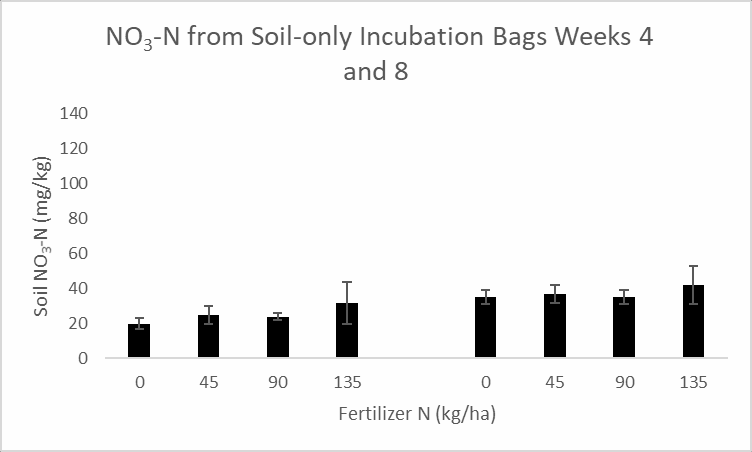 NO₃-N from Soil-only Incubation Bags Weeks 4
and 8
Soil NO₃-N (mg/kg)
140
120
100
80
60
40
20
0
0 45 90 135 0 45 90 135
Fertilizer N (kg/ha)